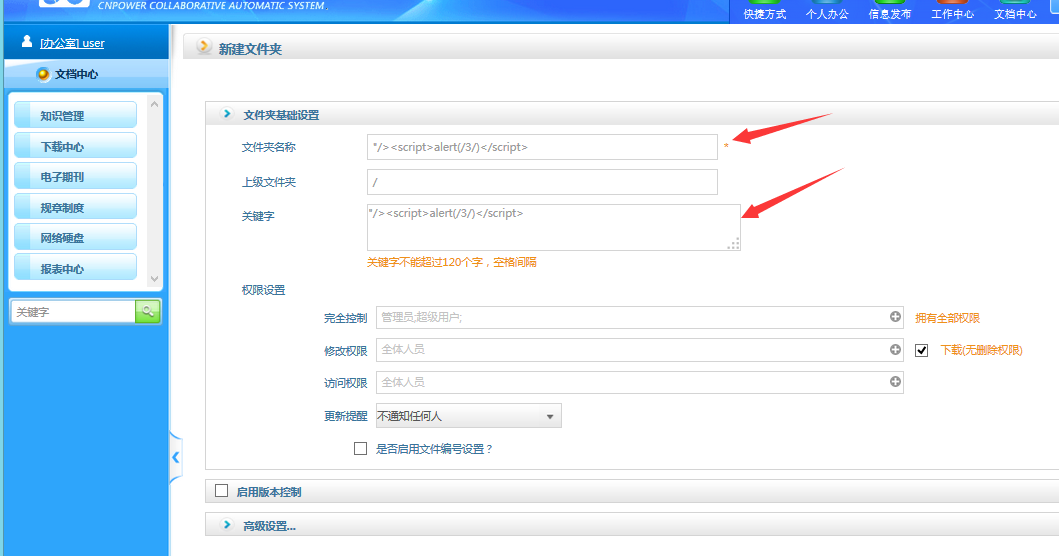 CNPOWER COLLABORATIVE AUTOMATIC SYSTEM .
快捷方式 个人办公 信息发布 工作中心 文档中心
[办公室] user
新建文件夹
文档中心
知识管理
下载中心
电子期刊
规章制度
网络硬盘
报表中心
关键字
文件夹基础设置
文件夹名称 "/><script>alert(/3/)</script> *
上级文件夹 /
关键字 "/><script>alert(/3/)</script>
关键字不能超过120个字，空格间隔
权限设置
完全控制 管理员;超级用户; 拥有全部权限
修改权限 全体人员 下载(无删除权限)
访问权限 全体人员
更新提醒 不通知任何人
是否启用文件编号设置？
启用版本控制
高级设置...